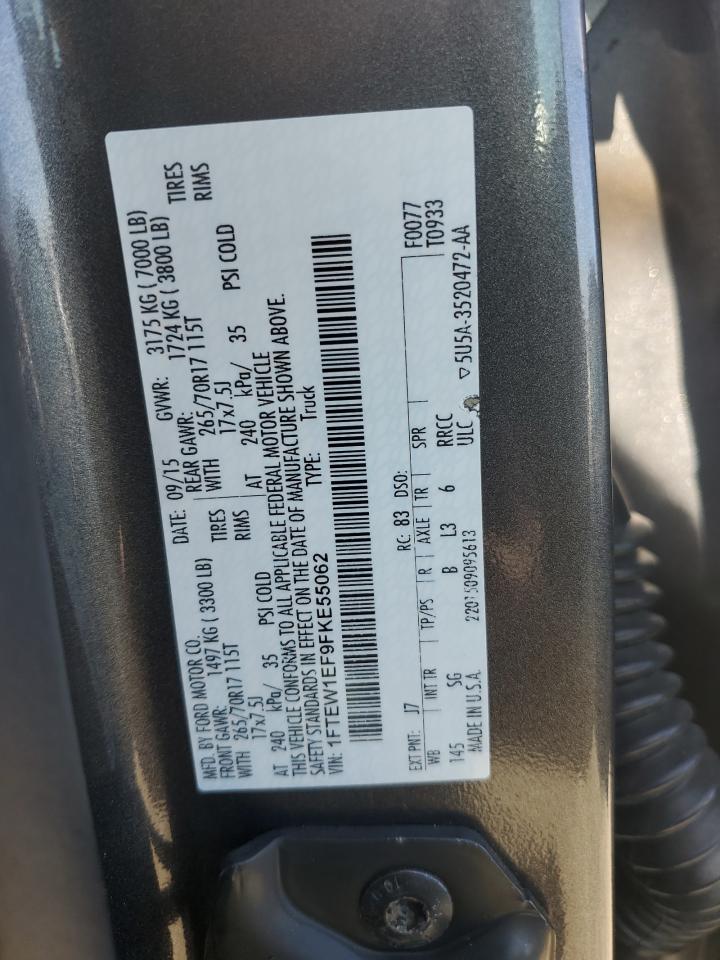 MFD. BY FORD MOTOR CO. DATE: 09/15 GVWR: 3175 KG ( 7000 LB)
FRONT GAWR: 1497 KG ( 3300 LB) REAR GAWR: 1724 KG ( 3800 LB)
WITH 265/70R17 115T TIRES WITH 265/70R17 115T TIRES
17x7.5J RIMS 17x7.5J RIMS
AT 240 kPa/ 35 PSI COLD AT 240 kPa/ 35 PSI COLD
THIS VEHICLE CONFORMS TO ALL APPLICABLE FEDERAL MOTOR VEHICLE
SAFETY STANDARDS IN EFFECT ON THE DATE OF MANUFACTURE SHOWN ABOVE.
VIN: 1FTEW1EF9FKE55062 TYPE: Truck
EXT PNT: J7 RC: 83 DSO: F0077
WB INT TR TP/PS R AXLE TR SPR T0933
145 SG B L3 6 RRCC
MADE IN U.S.A. 2201509095613 ULC ▽5U5A-3520472-AA